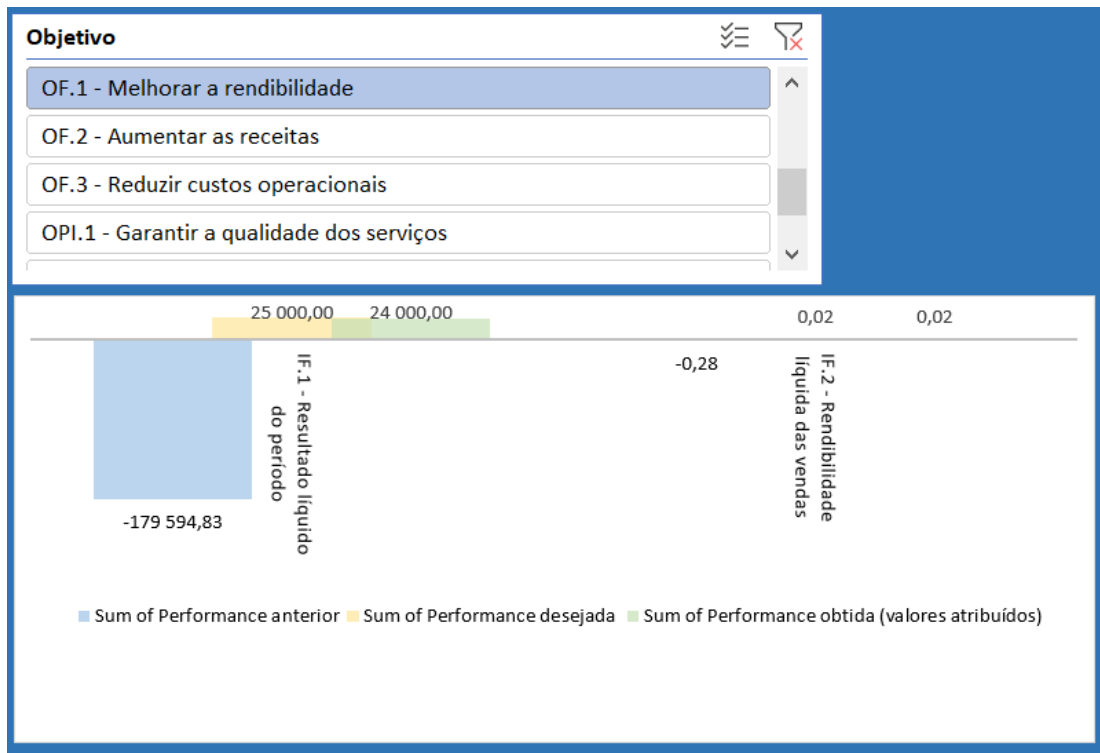 Objetivo
OF.1 - Melhorar a rendibilidade
OF.2 - Aumentar as receitas
OF.3 - Reduzir custos operacionais
OPI.1 - Garantir a qualidade dos serviços
25 000,00
24 000,00
0,02
0,02
-0,28
IF.1 - Resultado líquido
do período
IF.2 - Rendibilidade
líquida das vendas
-179 594,83
Sum of Performance anterior
Sum of Performance desejada
Sum of Performance obtida (valores atribuídos)